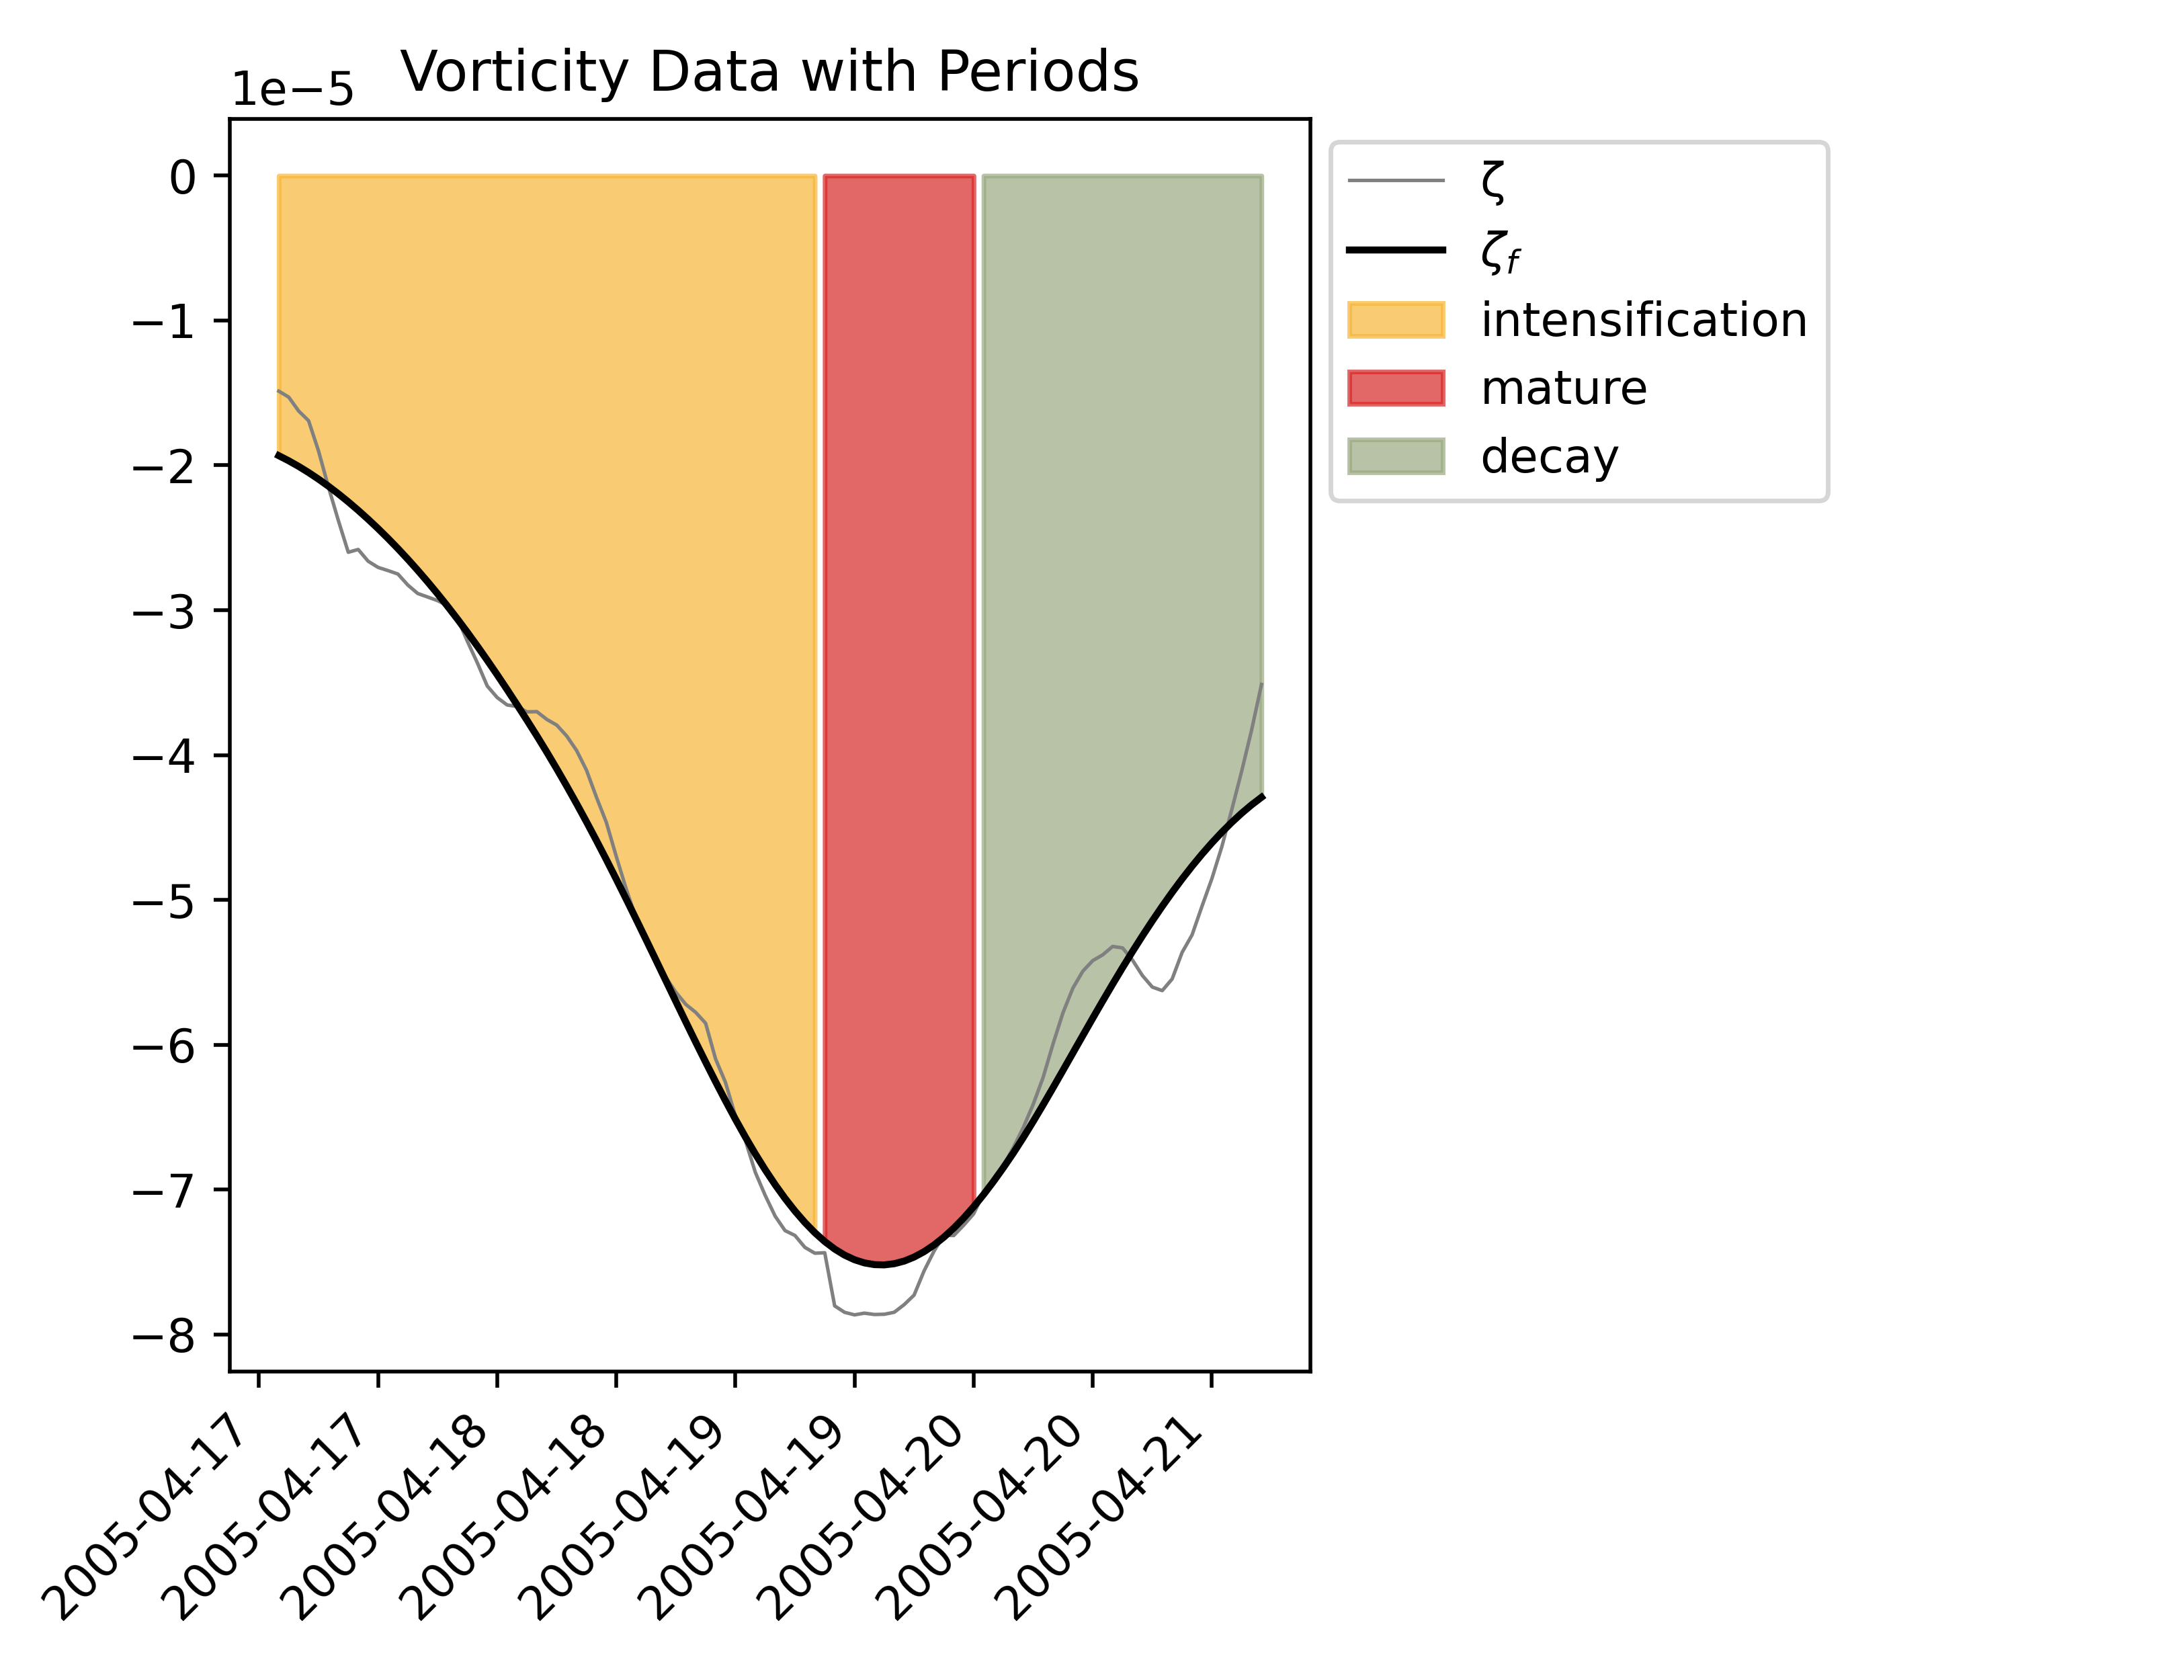 Vorticity Data with Periods
1e−5
0
−1
−2
−3
−4
−5
−6
−7
−8
2005-04-17
2005-04-17
2005-04-18
2005-04-18
2005-04-19
2005-04-19
2005-04-20
2005-04-20
2005-04-21
ζ
ζf
intensification
mature
decay